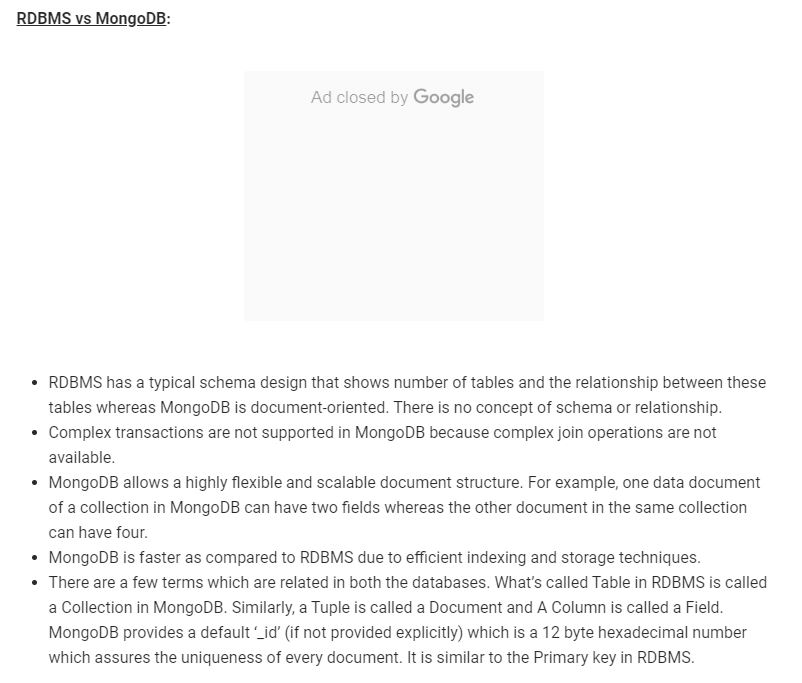 RDBMS vs MongoDB:
Ad closed by Google
• RDBMS has a typical schema design that shows number of tables and the relationship between these
tables whereas MongoDB is document-oriented. There is no concept of schema or relationship.
• Complex transactions are not supported in MongoDB because complex join operations are not
available.
• MongoDB allows a highly flexible and scalable document structure. For example, one data document
of a collection in MongoDB can have two fields whereas the other document in the same collection
can have four.
• MongoDB is faster as compared to RDBMS due to efficient indexing and storage techniques.
• There are a few terms which are related in both the databases. What’s called Table in RDBMS is called
a Collection in MongoDB. Similarly, a Tuple is called a Document and A Column is called a Field.
MongoDB provides a default ‘_id’ (if not provided explicitly) which is a 12 byte hexadecimal number
which assures the uniqueness of every document. It is similar to the Primary key in RDBMS.